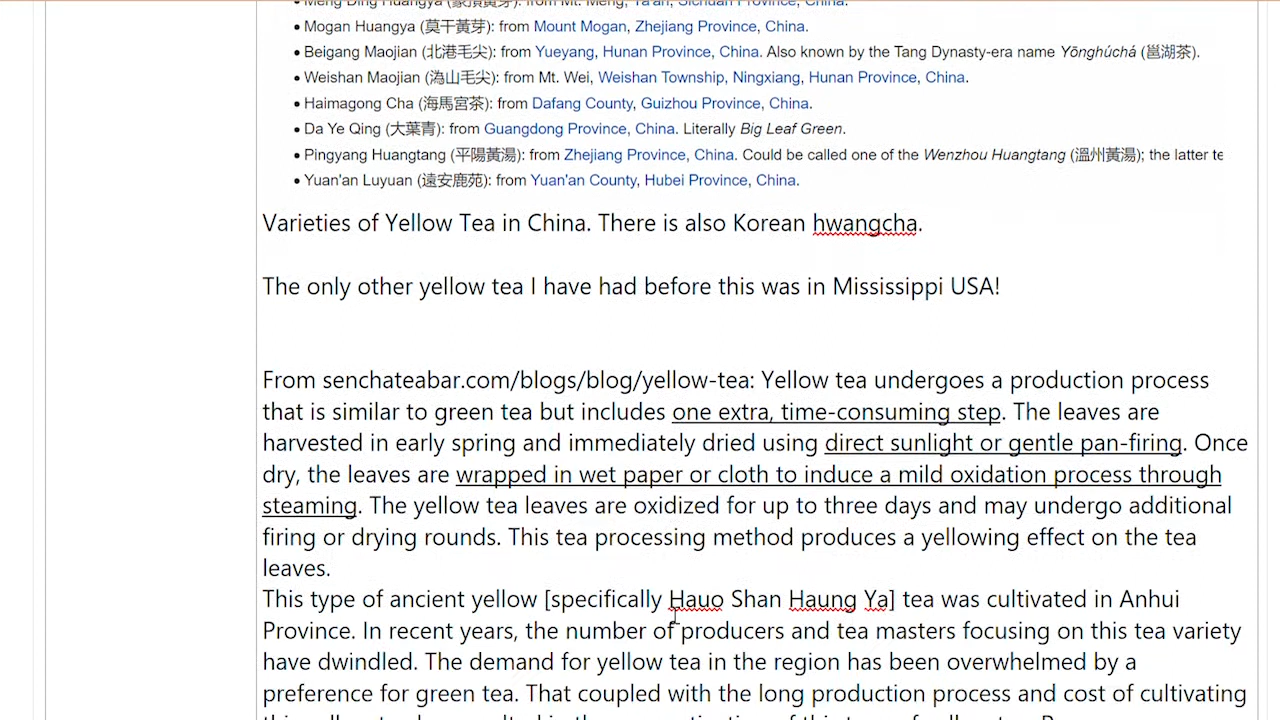 Meng Ding Huangya (蒙頂黃芽): from Mt. Meng, Ya'an, Sichuan Province, China.
• Mogan Huangya (莫干黃芽): from Mount Mogan, Zhejiang Province, China.
• Beigang Maojian (北港毛尖): from Yueyang, Hunan Province, China. Also known by the Tang Dynasty-era name Yōnghúchá (邕湖茶).
• Weishan Maojian (溈山毛尖): from Mt. Wei, Weishan Township, Ningxiang, Hunan Province, China.
• Haimagong Cha (海馬宮茶): from Dafang County, Guizhou Province, China.
• Da Ye Qing (大葉青): from Guangdong Province, China. Literally Big Leaf Green.
• Pingyang Huangtang (平陽黃湯): from Zhejiang Province, China. Could be called one of the Wenzhou Huangtang (溫州黃湯); the latter te
• Yuan'an Luyuan (遠安鹿苑): from Yuan'an County, Hubei Province, China.
Varieties of Yellow Tea in China. There is also Korean hwangcha.
The only other yellow tea I have had before this was in Mississippi USA!
From senchateabar.com/blogs/blog/yellow-tea: Yellow tea undergoes a production process
that is similar to green tea but includes one extra, time-consuming step. The leaves are
harvested in early spring and immediately dried using direct sunlight or gentle pan-firing. Once
dry, the leaves are wrapped in wet paper or cloth to induce a mild oxidation process through
steaming. The yellow tea leaves are oxidized for up to three days and may undergo additional
firing or drying rounds. This tea processing method produces a yellowing effect on the tea
leaves.
This type of ancient yellow [specifically Hauo Shan Haung Ya] tea was cultivated in Anhui
Province. In recent years, the number of producers and tea masters focusing on this tea variety
have dwindled. The demand for yellow tea in the region has been overwhelmed by a
preference for green tea. That coupled with the long production process and cost of cultivating